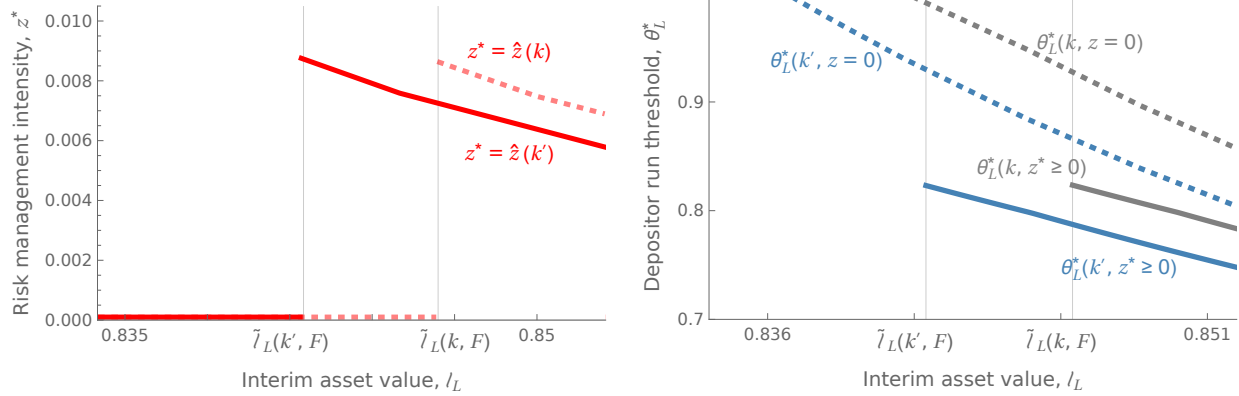 Risk management intensity, z*
0.010
0.008
0.006
0.004
0.002
0.000
z* = ẑ(k)
z* = ẑ(k′)
0.835
l̃_L(k′, F)
l̃_L(k, F)
0.85
Interim asset value, l_L
Depositor run threshold, θ*_L
0.9
0.8
0.7
θ*_L(k, z = 0)
θ*_L(k′, z = 0)
θ*_L(k, z* ≥ 0)
θ*_L(k′, z* ≥ 0)
0.836
l̃_L(k′, F)
l̃_L(k, F)
0.851
Interim asset value, l_L